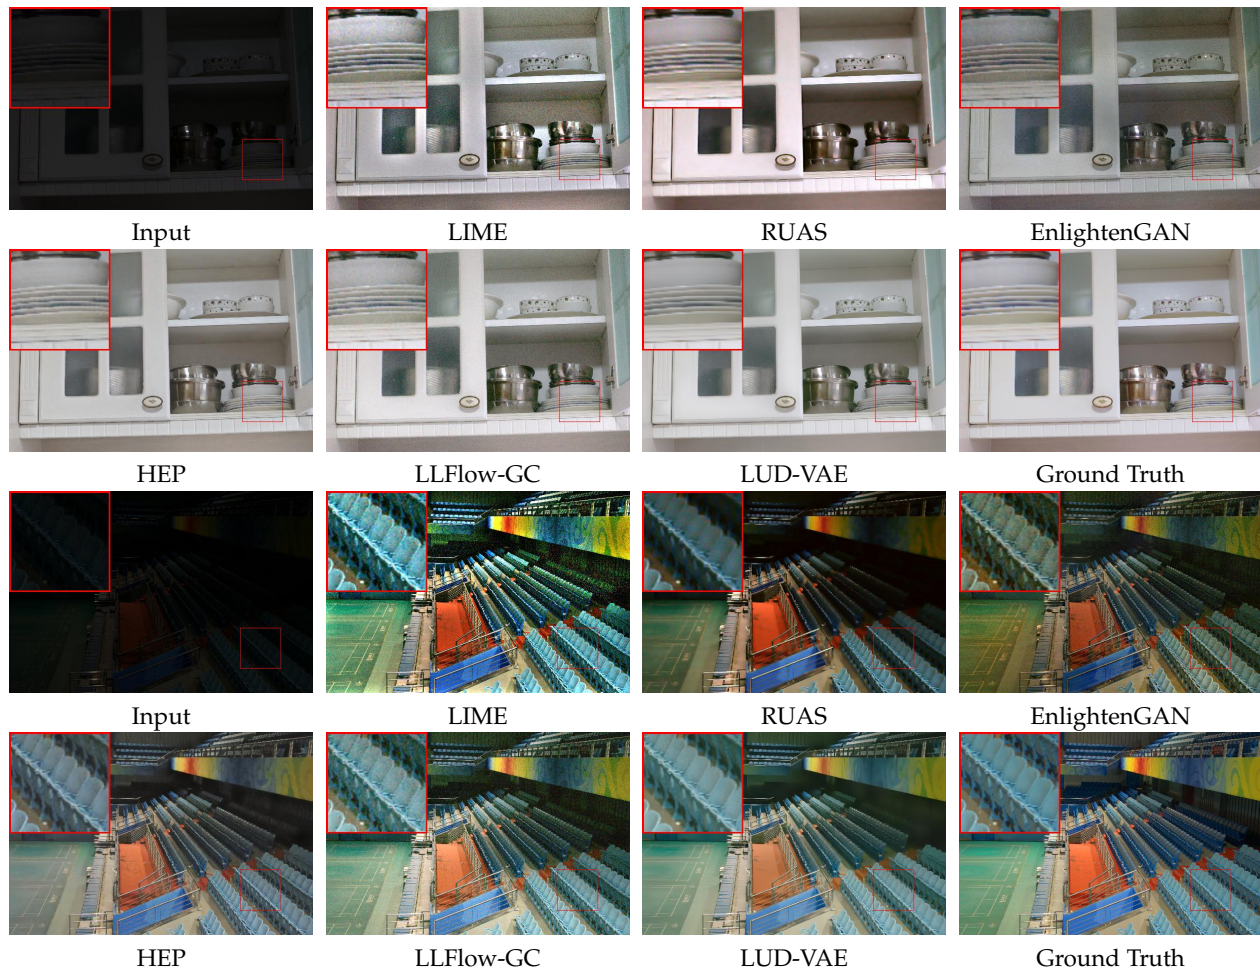 Input LIME RUAS EnlightenGAN
HEP LLFlow-GC LUD-VAE Ground Truth
Input LIME RUAS EnlightenGAN
HEP LLFlow-GC LUD-VAE Ground Truth